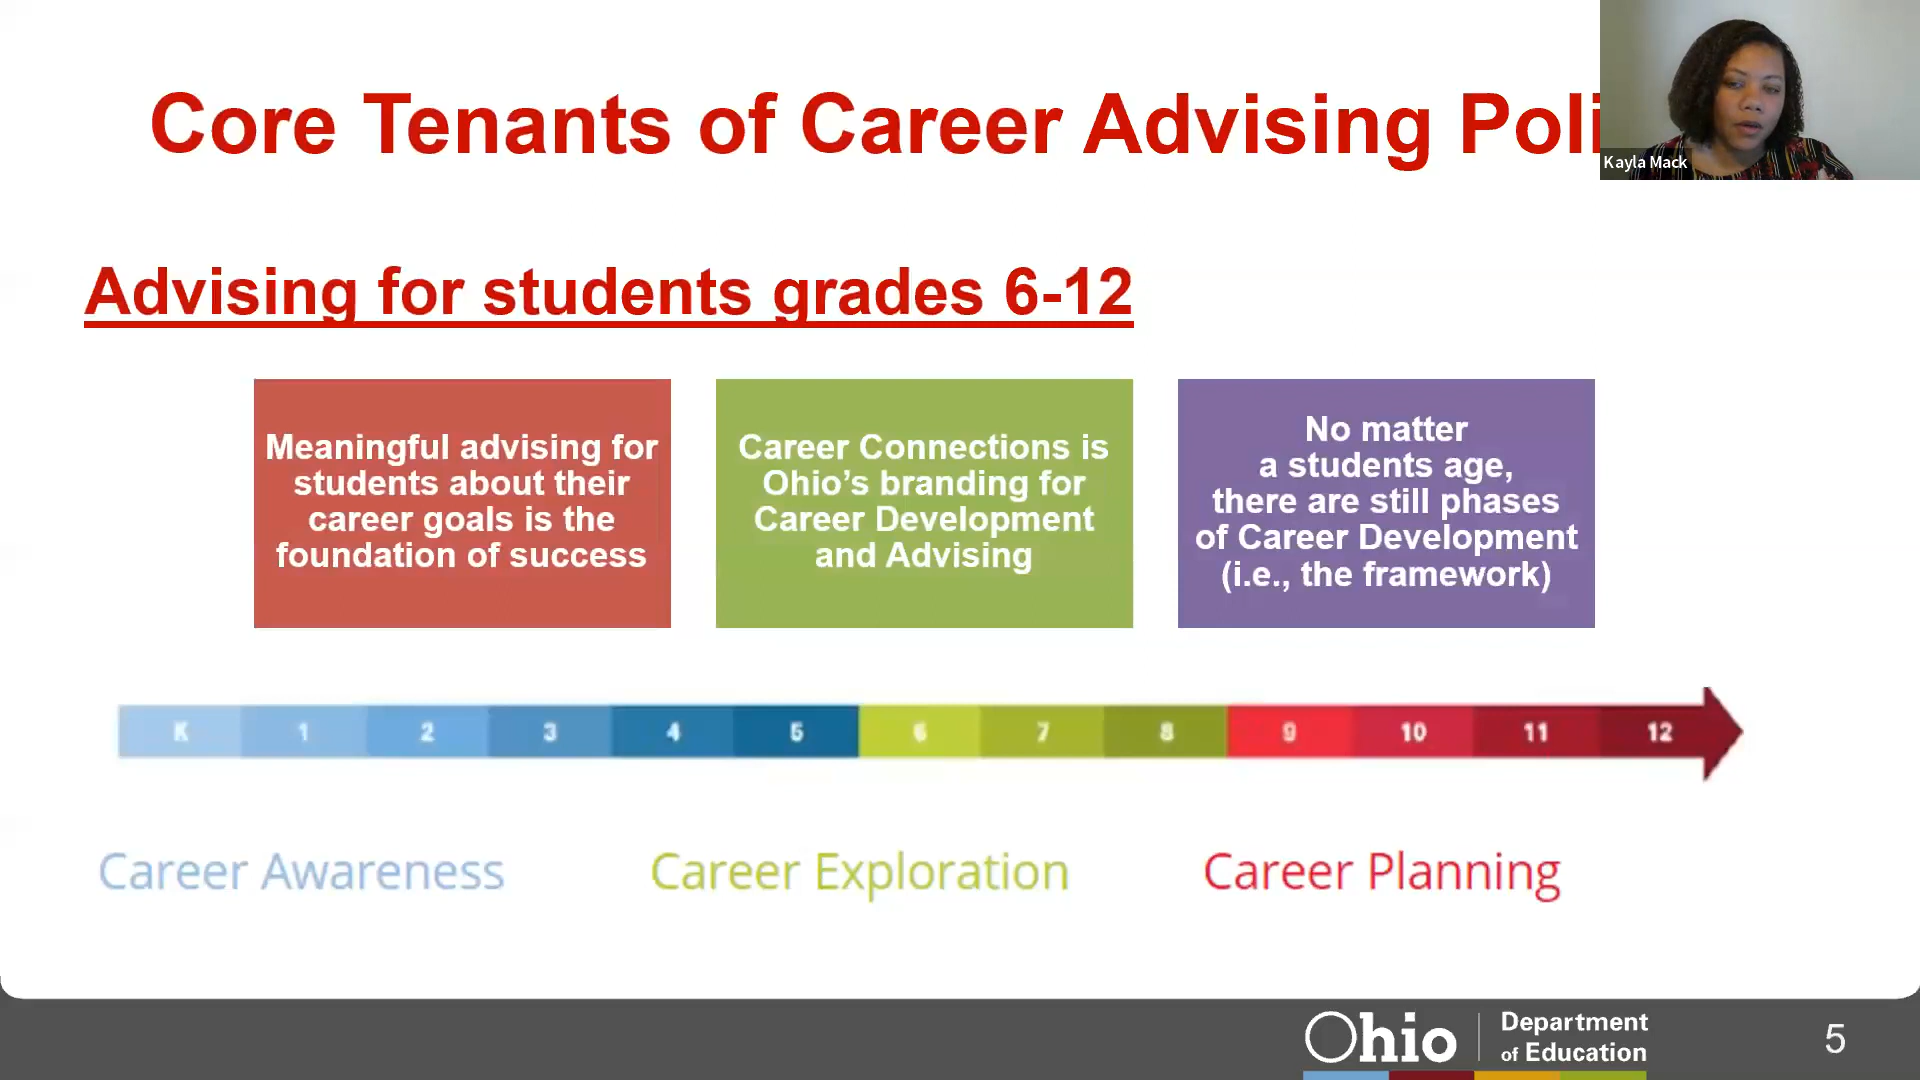 Core Tenants of Career Advising Poli
Kayla Mack
Advising for students grades 6-12
Meaningful advising for
students about their
career goals is the
foundation of success
Career Connections is
Ohio’s branding for
Career Development
and Advising
No matter
a students age,
there are still phases
of Career Development
(i.e., the framework)
K 1 2 3 4 5 6 7 8 9 10 11 12
Career Awareness
Career Exploration
Career Planning
Ohio
Department
of Education
5